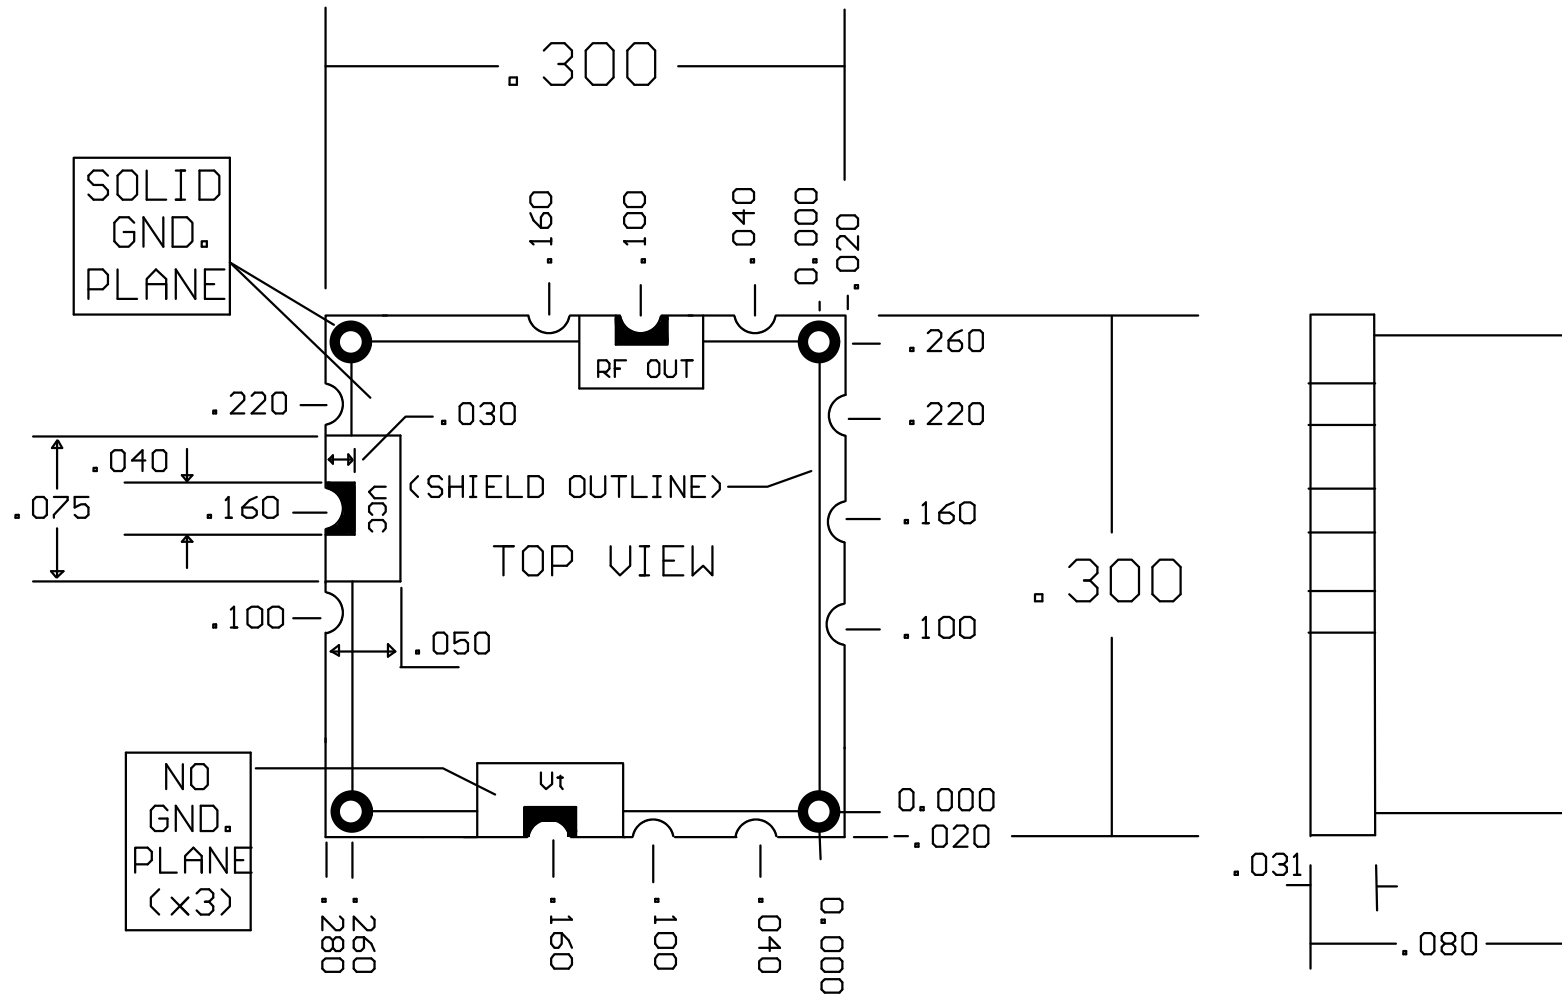 .300
SOLID
GND.
PLANE
.160
.100
.040
0.000
.020
RF OUT
.260
.220
.030
.220
.040
.075
.160
VCC
(SHIELD OUTLINE)
.160
TOP VIEW
.300
.100
.100
.050
NO
GND.
PLANE
(x3)
Vt
0.000
-.020
.031
.280
.260
.160
.100
.040
0.000
.080